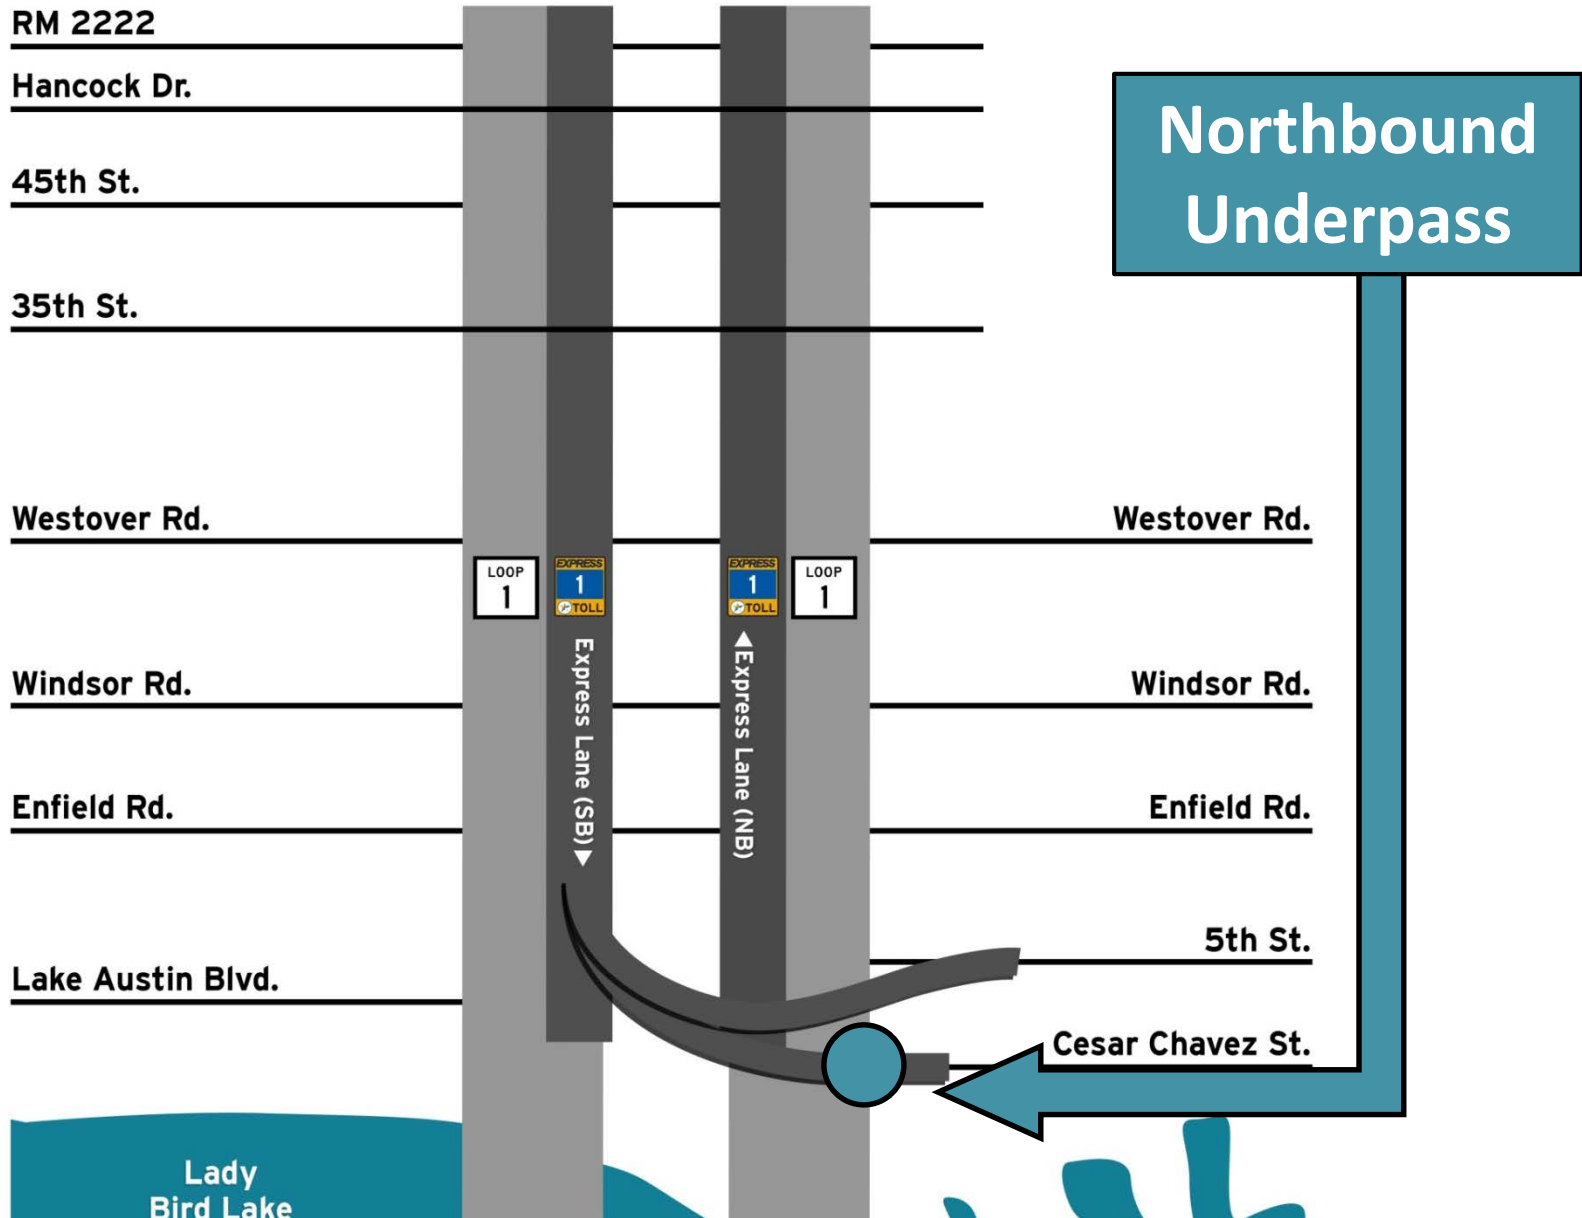 RM 2222
Hancock Dr.
45th St.
35th St.
Northbound
Underpass
Westover Rd.
Westover Rd.
LOOP
1
EXPRESS
1
TOLL
EXPRESS
1
TOLL
LOOP
1
Express Lane (SB)
Express Lane (NB)
Windsor Rd.
Windsor Rd.
Enfield Rd.
Enfield Rd.
5th St.
Lake Austin Blvd.
Cesar Chavez St.
Lady
Bird Lake